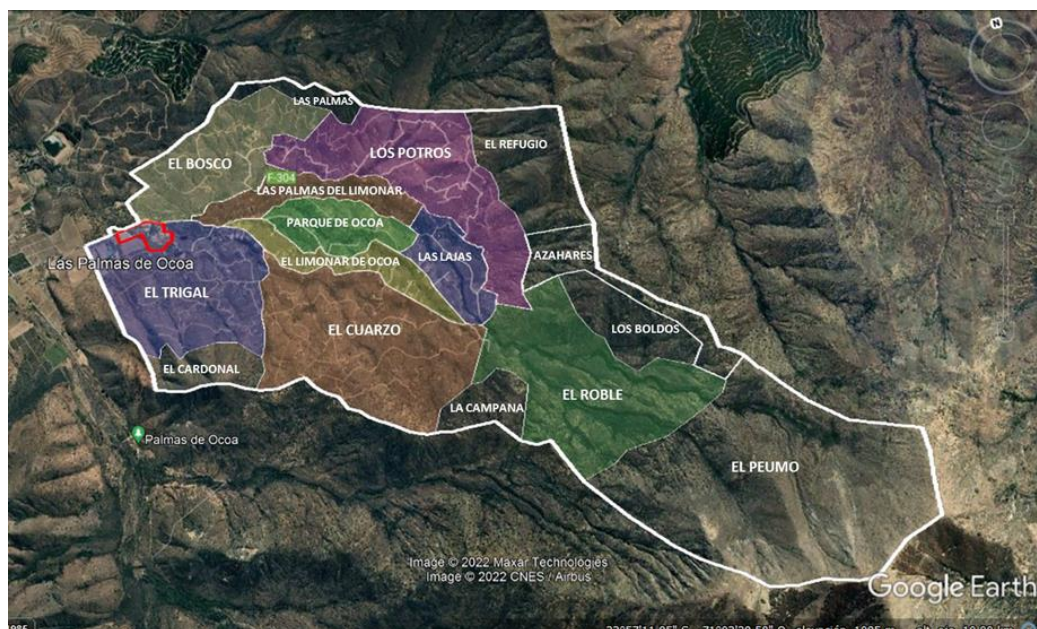 N
LAS PALMAS
EL REFUGIO
LOS POTROS
EL BOSCO
F-304
LAS PALMAS DEL LIMONAR
PARQUE DE OCOA
AZAHARES
LAS LAJAS
EL LIMONAR DE OCOA
Las Palmas de Ocoa
EL TRIGAL
EL CUARZO
LOS BOLDOS
EL CARDONAL
EL ROBLE
LA CAMPANA
Palmas de Ocoa
EL PEUMO
Image © 2022 Maxar Technologies
Image © 2022 CNES / Airbus
Google Earth